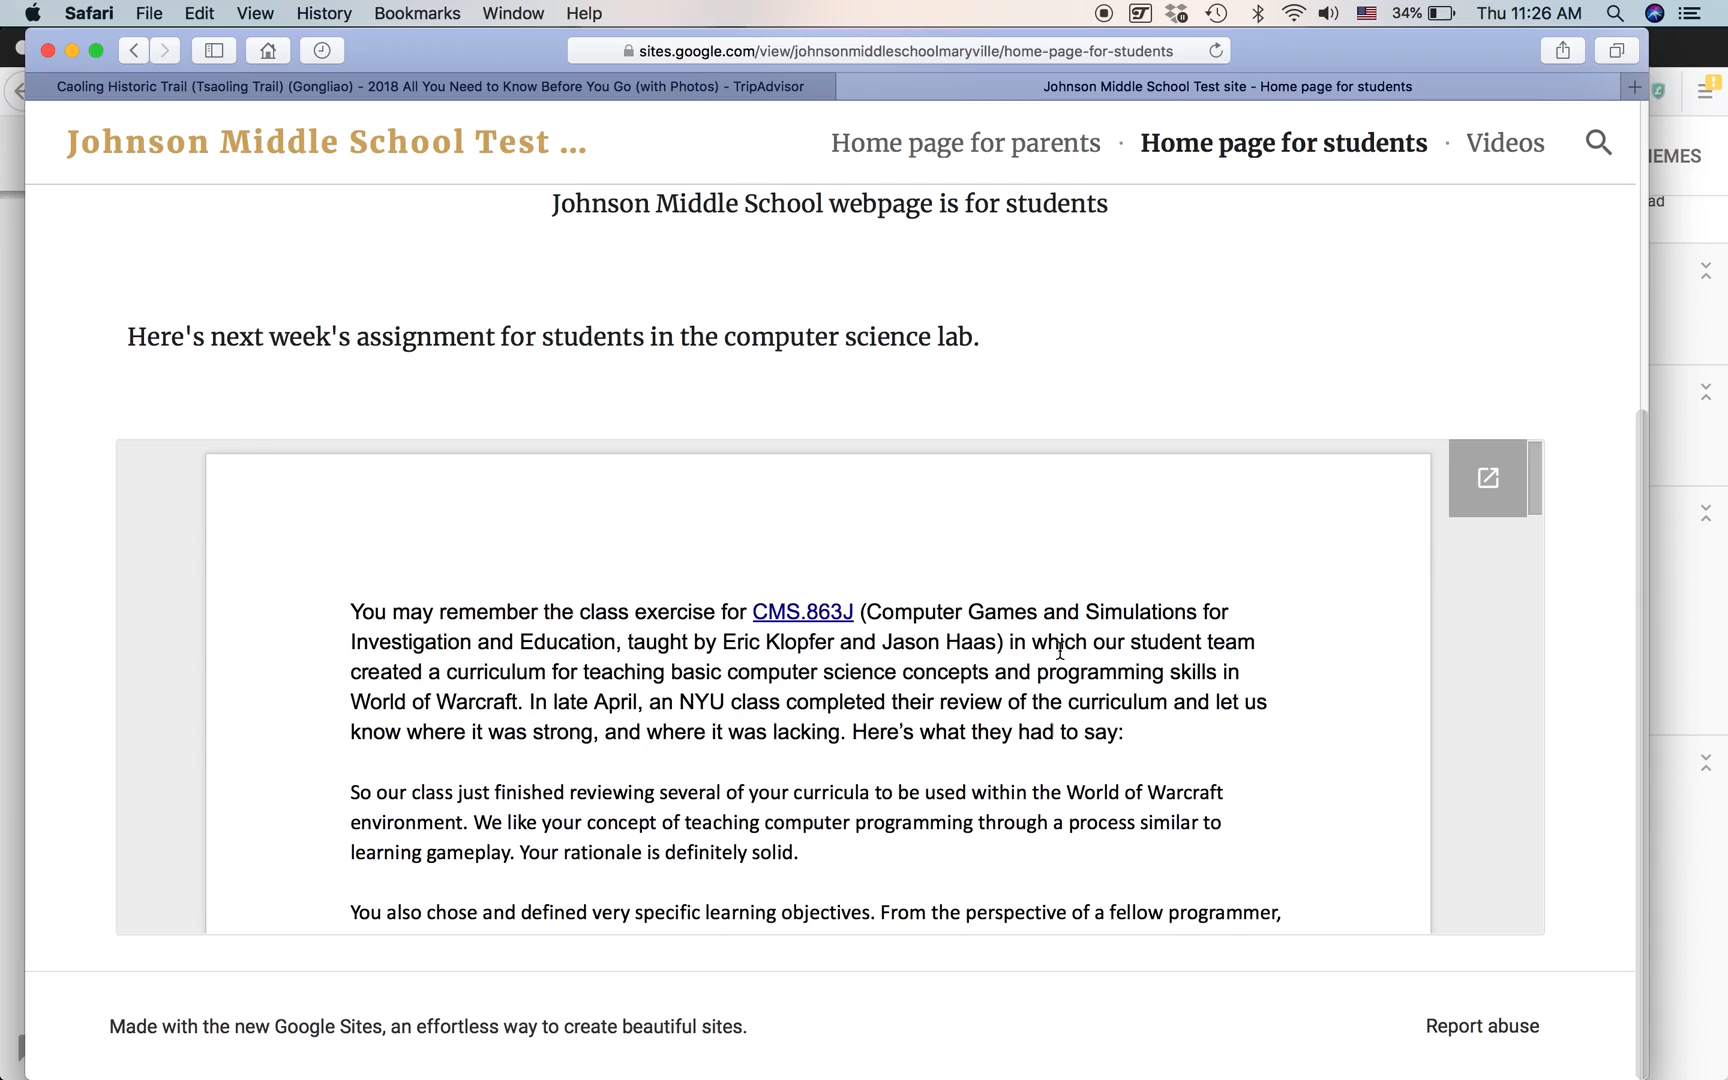 Safari File Edit View History Bookmarks Window Help 34% Thu 11:26 AM
sites.google.com/view/johnsonmiddleschoolmaryville/home-page-for-students
Caoling Historic Trail (Tsaoling Trail) (Gongliao) - 2018 All You Need to Know Before You Go (with Photos) - TripAdvisor
Johnson Middle School Test site - Home page for students
Johnson Middle School Test ...
Home page for parents · Home page for students · Videos
EMES
ad
Johnson Middle School webpage is for students
Here's next week's assignment for students in the computer science lab.
You may remember the class exercise for CMS.863J (Computer Games and Simulations for
Investigation and Education, taught by Eric Klopfer and Jason Haas) in which our student team
created a curriculum for teaching basic computer science concepts and programming skills in
World of Warcraft. In late April, an NYU class completed their review of the curriculum and let us
know where it was strong, and where it was lacking. Here’s what they had to say:
So our class just finished reviewing several of your curricula to be used within the World of Warcraft
environment. We like your concept of teaching computer programming through a process similar to
learning gameplay. Your rationale is definitely solid.
You also chose and defined very specific learning objectives. From the perspective of a fellow programmer,
Made with the new Google Sites, an effortless way to create beautiful sites.
Report abuse